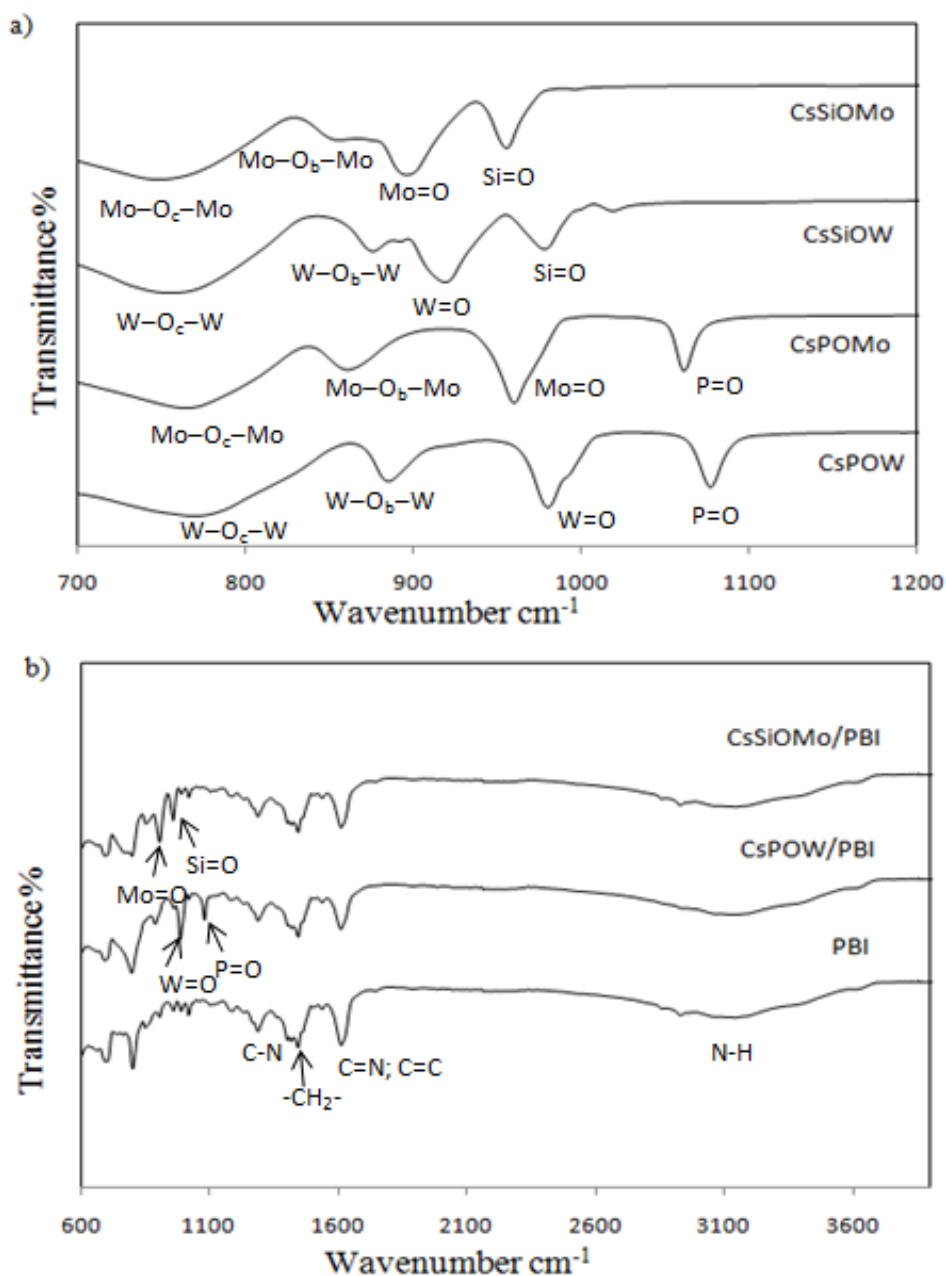 a)
CsSiOMo
Mo–Ob–Mo
Mo=O
Si=O
Mo–Oc–Mo
CsSiOW
W–Ob–W
Si=O
W=O
W–Oc–W
CsPOMo
Mo–Ob–Mo
Mo=O
P=O
Mo–Oc–Mo
CsPOW
W–Ob–W
W=O
P=O
W–Oc–W
Transmittance%
700 800 900 1000 1100 1200
Wavenumber cm-1
b)
CsSiOMo/PBI
Si=O
Mo=O
CsPOW/PBI
P=O
W=O
PBI
C-N
C=N; C=C
N-H
-CH2-
Transmittance%
600 1100 1600 2100 2600 3100 3600
Wavenumber cm-1